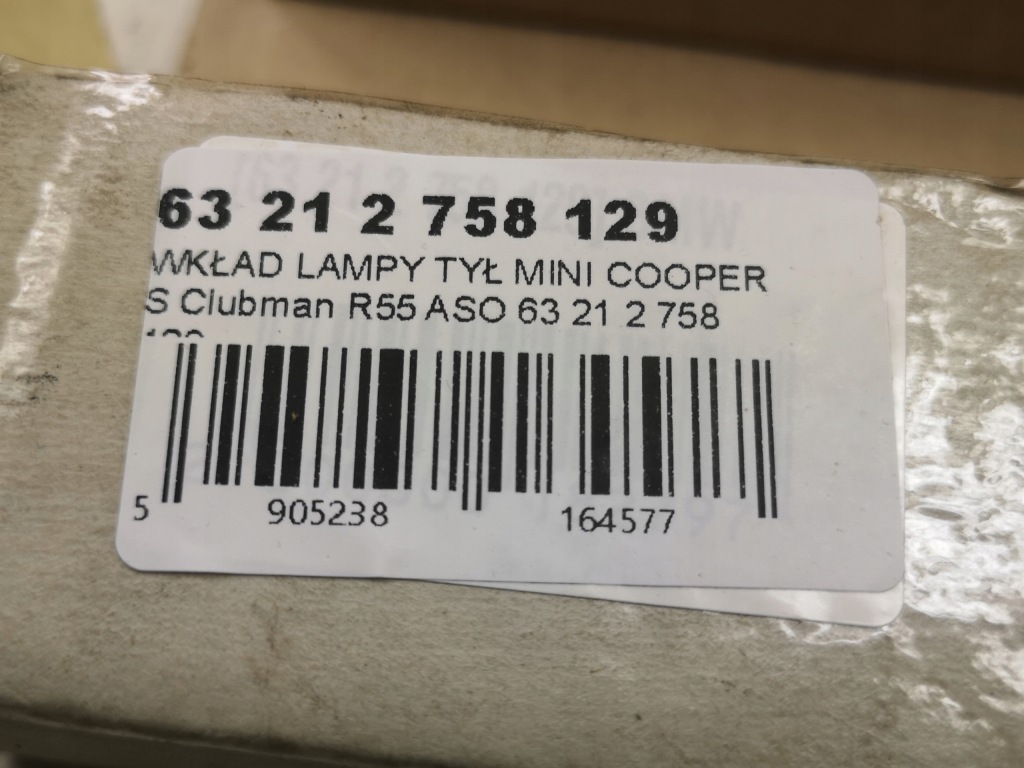 63 21 2 758 129
WKŁAD LAMPY TYŁ MINI COOPER
S Clubman R55 ASO 63 21 2 758
5 905238 164577